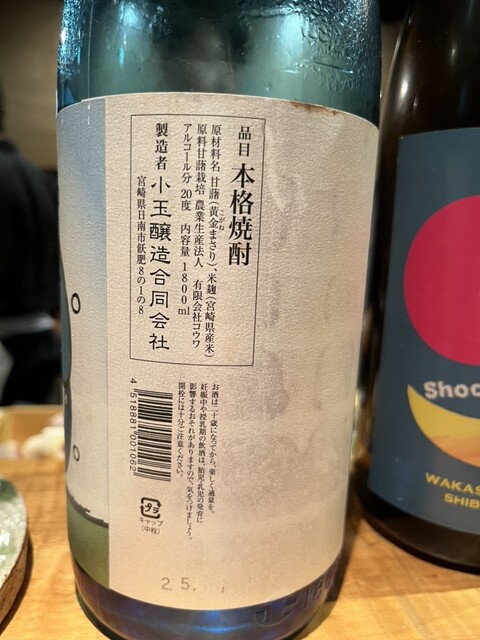 品目 本格焼酎
原材料名 甘藷(黄金まさり)、米麹(宮崎県産米)
こがね
原料甘藷栽培 農業生産法人 有限会社コウワ
アルコール分 20度 内容量 1800ml
製造者 小玉醸造合同会社
宮崎県日南市飫肥8の1の8
お酒は二十歳になってから。楽しく適量を。
妊娠中や授乳期の飲酒は、胎児・乳児の発育に
影響するおそれがありますので、気をつけましょう。
開栓には十分ご注意ください。
4518881001062
キャップ
(中栓)
25.
Shoc
WAKAS
SHIB